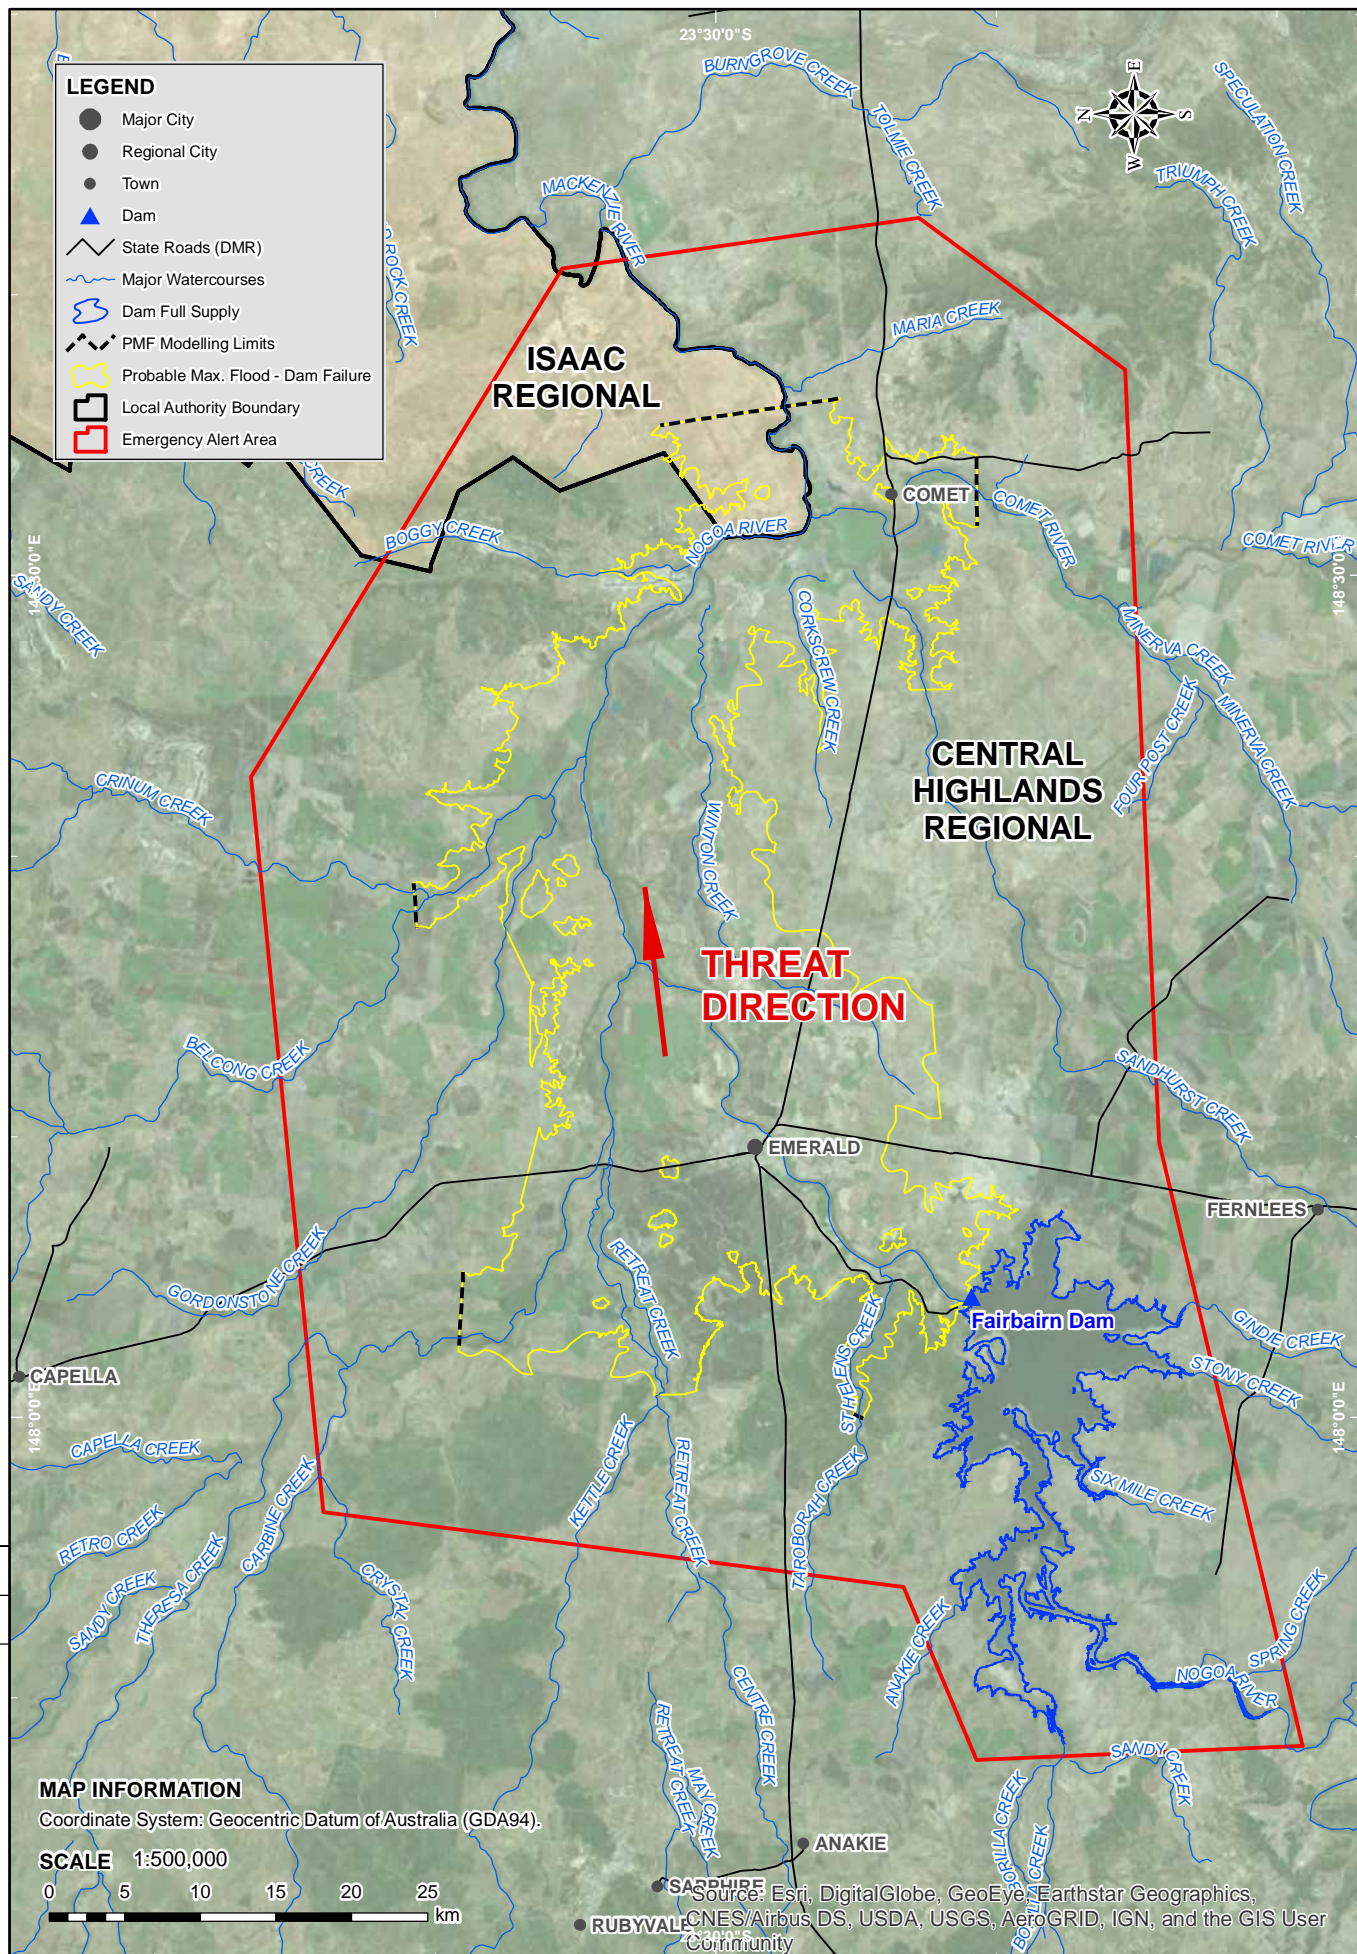 23°30'0"S
LEGEND
Major City
Regional City
Town
Dam
State Roads (DMR)
Major Watercourses
Dam Full Supply
PMF Modelling Limits
Probable Max. Flood - Dam Failure
Local Authority Boundary
Emergency Alert Area
N
E
S
W
BURNGROVE CREEK
TOLMIE CREEK
SPECULATION CREEK
TRIUMPH CREEK
MACKENZIE RIVER
ROCK CREEK
MARIA CREEK
ISAAC
REGIONAL
CREEK
COMET
BOGGY CREEK
NOGOA RIVER
COMET RIVER
COMET RIVER
148°30'0"E
SANDY CREEK
CORKSCREW CREEK
MINERVA CREEK
MINERVA CREEK
FOUR POST CREEK
CENTRAL
HIGHLANDS
REGIONAL
CRINUM CREEK
WINTON CREEK
THREAT
DIRECTION
BELCONG CREEK
SANDHURST CREEK
EMERALD
FERNLEES
GORDONSTONE CREEK
RETREAT CREEK
ST HELENS CREEK
Fairbairn Dam
GINDIE CREEK
STONY CREEK
CAPELLA
148°0'0"E
148°0'0"E
CAPELLA CREEK
RETRO CREEK
SANDY CREEK
THERESA CREEK
CARBINE CREEK
CRYSTAL CREEK
KETTLE CREEK
RETREAT CREEK
TAROBORAH CREEK
SIX MILE CREEK
ANAKIE CREEK
SPRING CREEK
NOGOA RIVER
CENTRE CREEK
RETREAT CREEK
MAY CREEK
SANDY CREEK
BORILLA CREEK
MAP INFORMATION
Coordinate System: Geocentric Datum of Australia (GDA94).
SCALE 1:500,000
0 5 10 15 20 25
km
ANAKIE
SAPPHIRE
RUBYVALE
Source: Esri, DigitalGlobe, GeoEye, Earthstar Geographics,
CNES/Airbus DS, USDA, USGS, AeroGRID, IGN, and the GIS User
Community